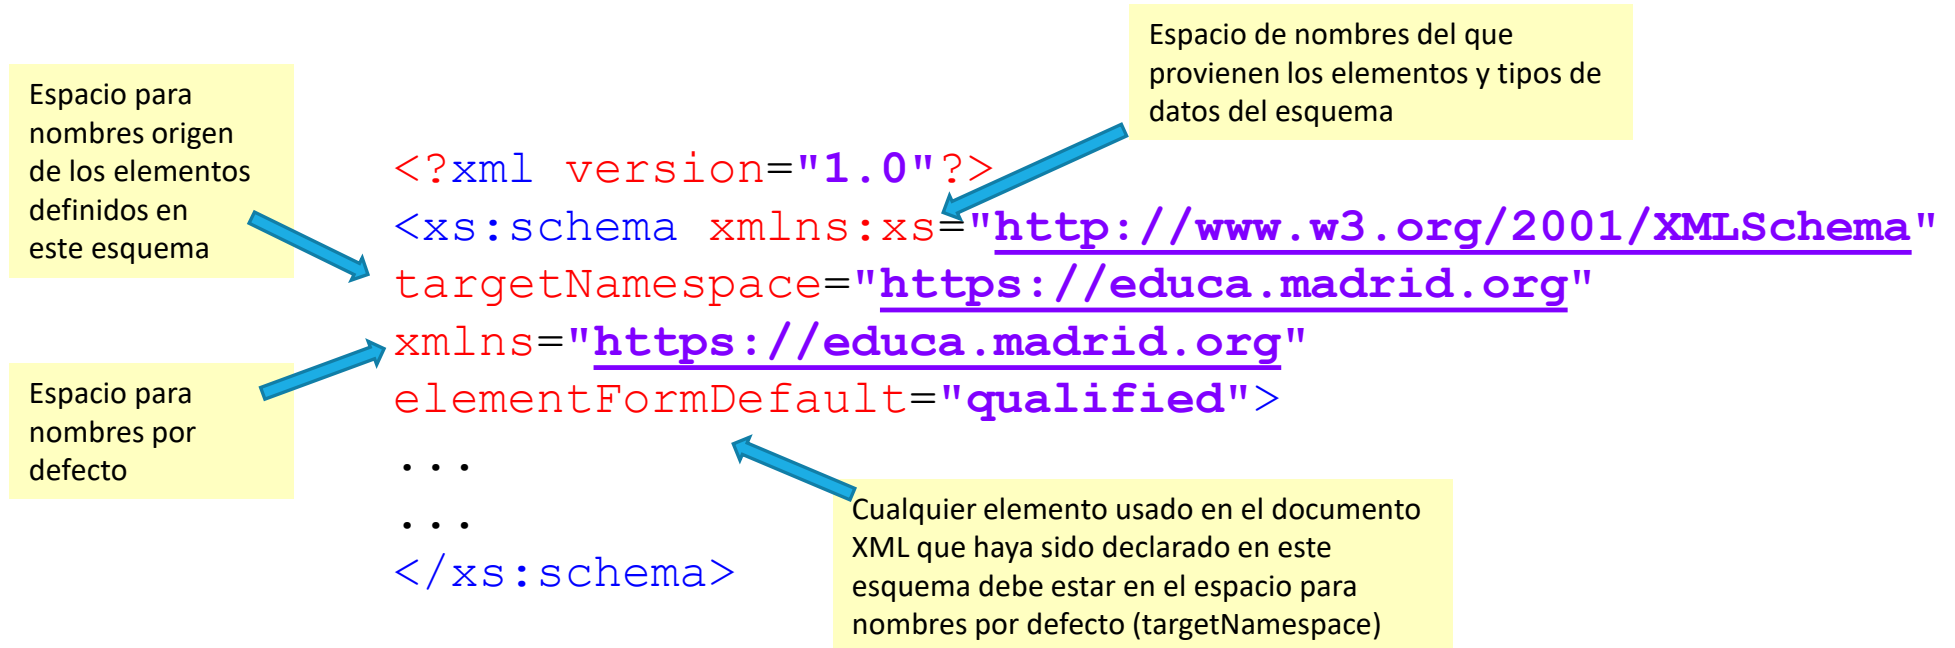 Espacio de nombres del que
provienen los elementos y tipos de
datos del esquema
Espacio para
nombres origen
de los elementos
definidos en
este esquema
<?xml version="1.0"?>
<xs:schema xmlns:xs="http://www.w3.org/2001/XMLSchema"
targetNamespace="https://educa.madrid.org"
xmlns="https://educa.madrid.org"
elementFormDefault="qualified">
...
...
</xs:schema>
Espacio para
nombres por
defecto
Cualquier elemento usado en el documento
XML que haya sido declarado en este
esquema debe estar en el espacio para
nombres por defecto (targetNamespace)